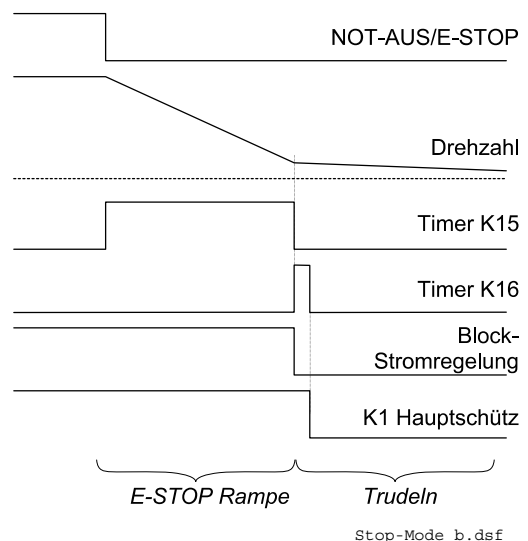 NOT-AUS/E-STOP
Drehzahl
Timer K15
Timer K16
Block-
Stromregelung
K1 Hauptschütz
E-STOP Rampe
Trudeln
Stop-Mode b.dsf